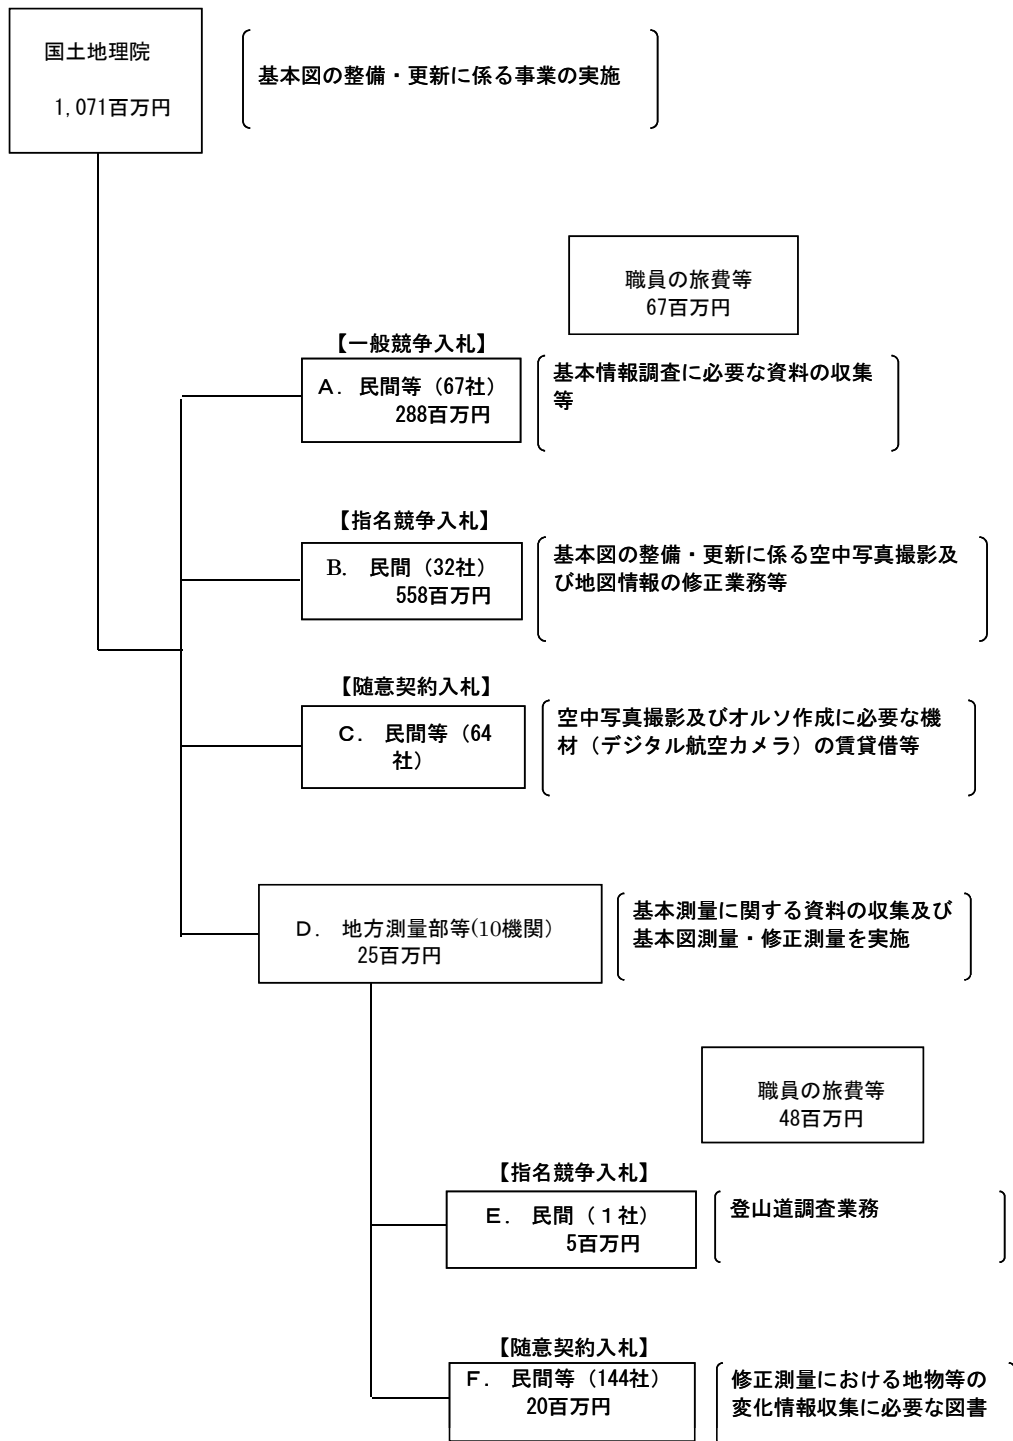 国土地理院
1,071百万円
基本図の整備・更新に係る事業の実施
職員の旅費等
67百万円
【一般競争入札】
A. 民間等（67社）
288百万円
基本情報調査に必要な資料の収集
等
【指名競争入札】
B. 民間（32社）
558百万円
基本図の整備・更新に係る空中写真撮影及
び地図情報の修正業務等
【随意契約入札】
C. 民間等（64
社）
空中写真撮影及びオルソ作成に必要な機
材（デジタル航空カメラ）の賃貸借等
D. 地方測量部等(10機関）
25百万円
基本測量に関する資料の収集及び
基本図測量・修正測量を実施
職員の旅費等
48百万円
【指名競争入札】
E. 民間（１社）
5百万円
登山道調査業務
【随意契約入札】
F. 民間等（144社）
20百万円
修正測量における地物等の
変化情報収集に必要な図書